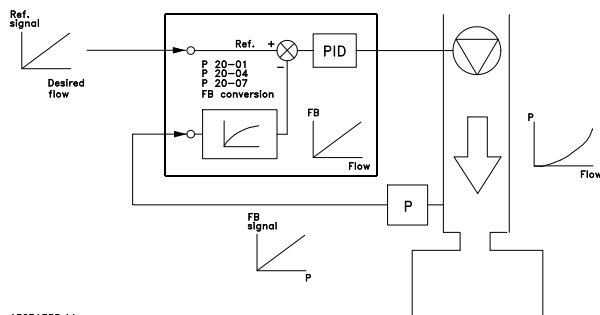 Ref.
signal
Desired
flow
Ref.
+
−
PID
P 20-01
P 20-04
P 20-07
FB conversion
FB
Flow
P
Flow
P
FB
signal
P